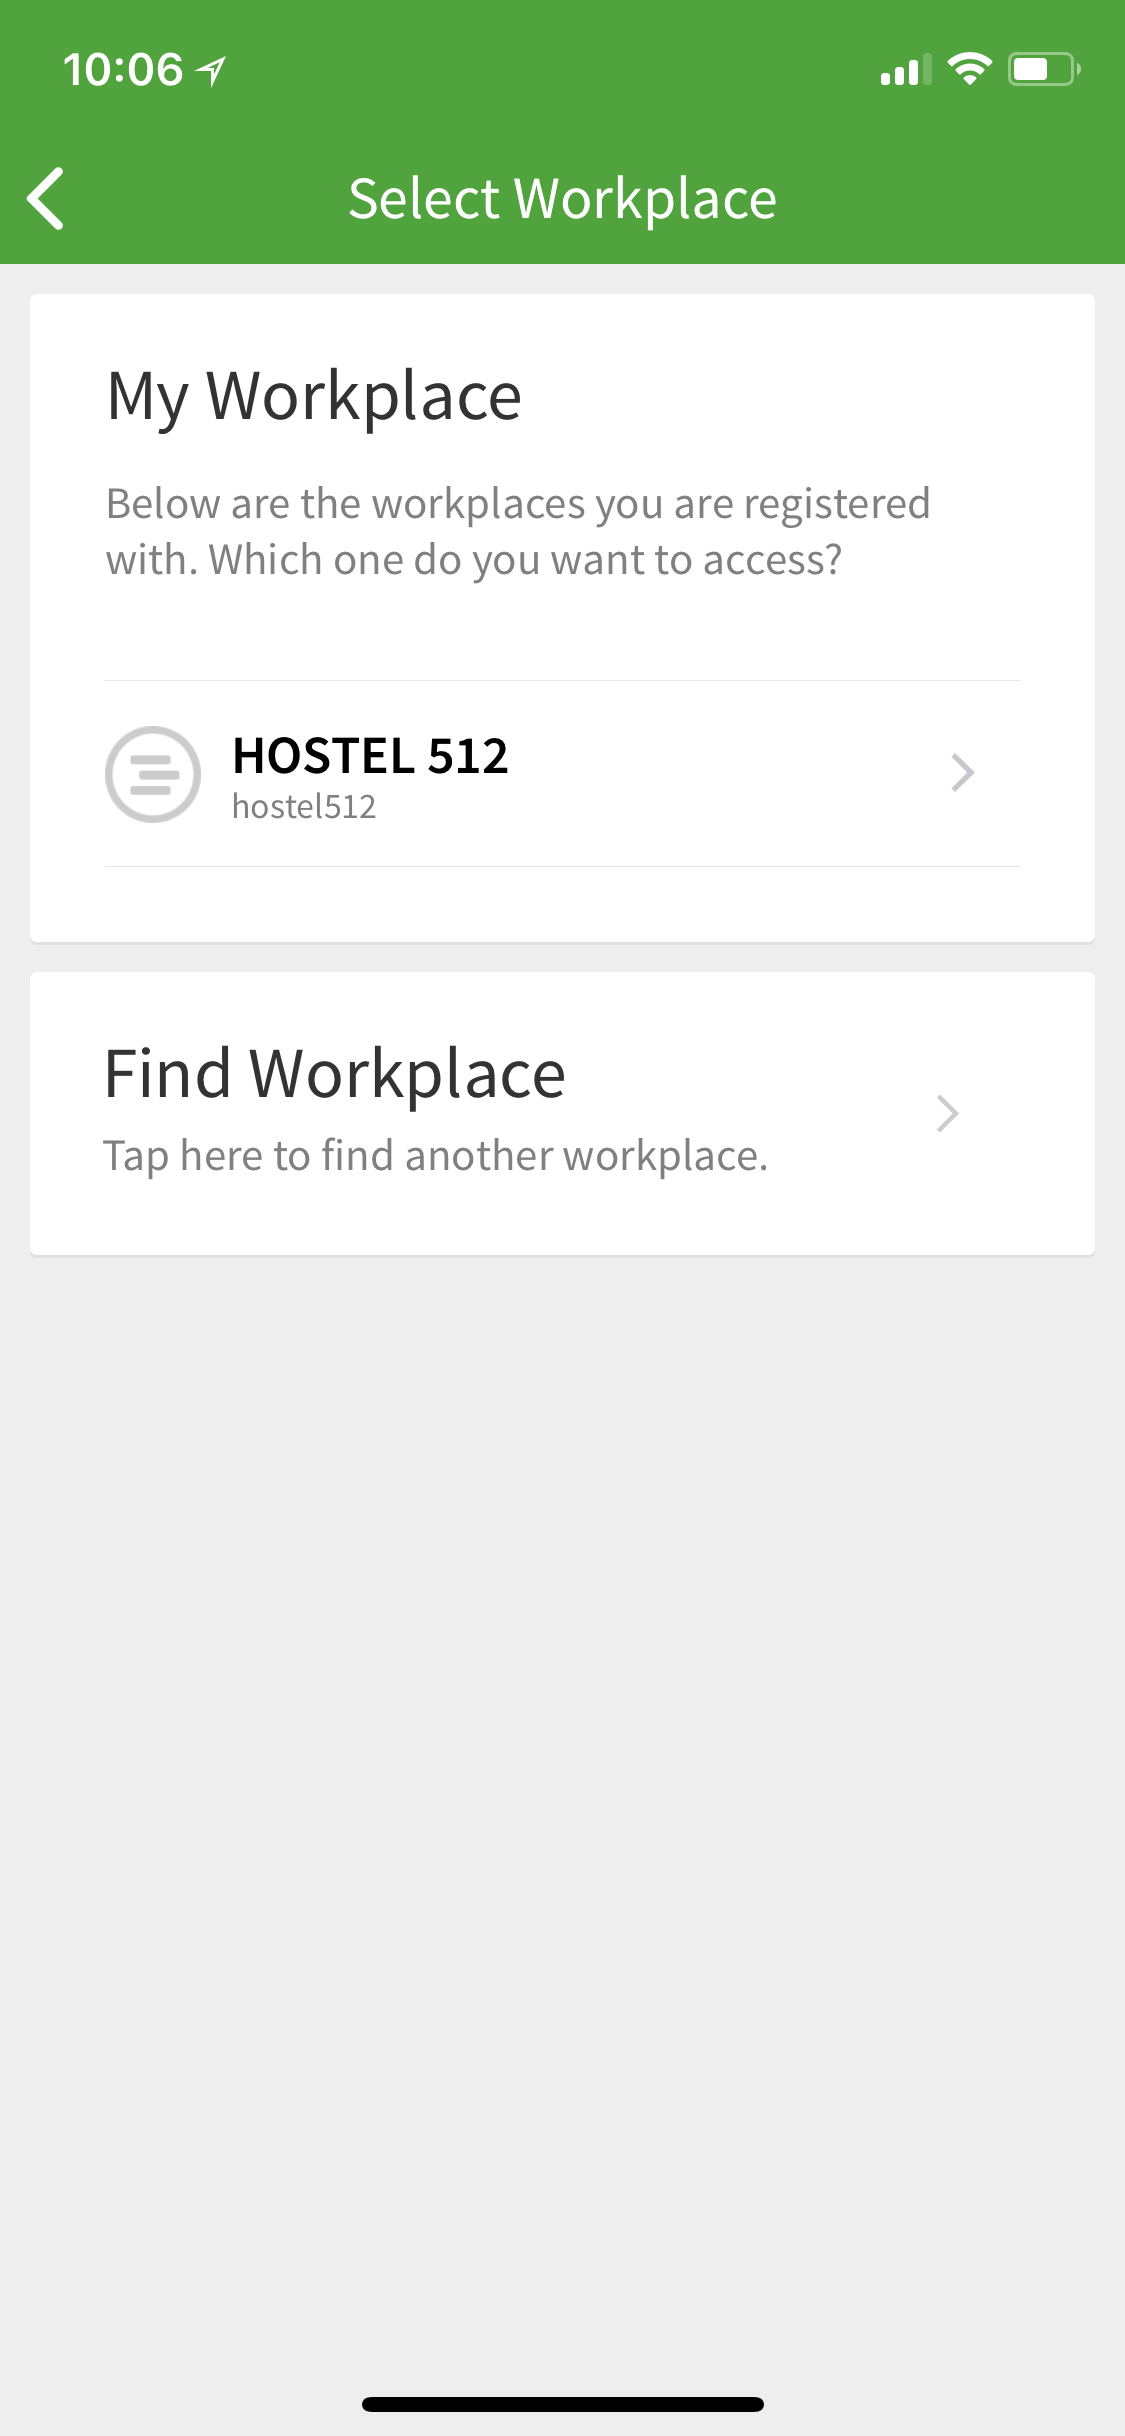 10:06
Select Workplace
My Workplace
Below are the workplaces you are registered
with. Which one do you want to access?
HOSTEL 512
hostel512
Find Workplace
Tap here to find another workplace.